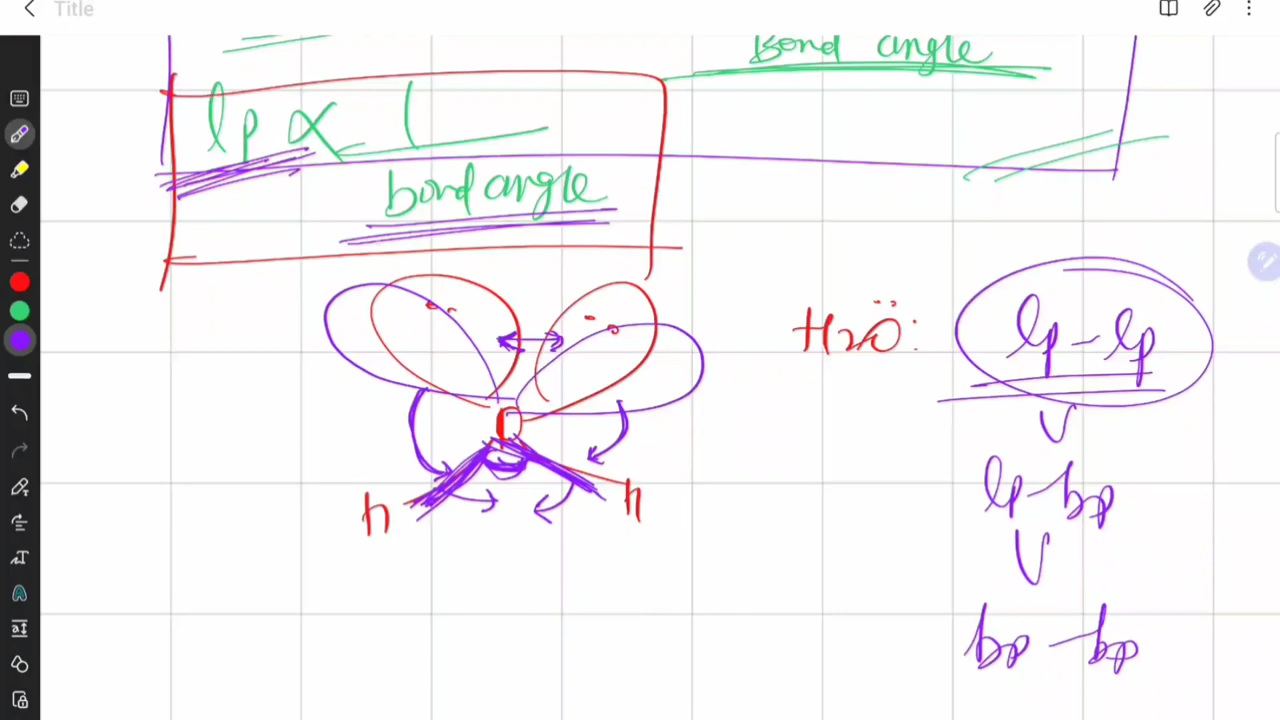 Title
Bond angle
lp ∝ 1
bond angle
H2O:
lp - lp
V
lp - bp
V
bp - bp
O
h
h